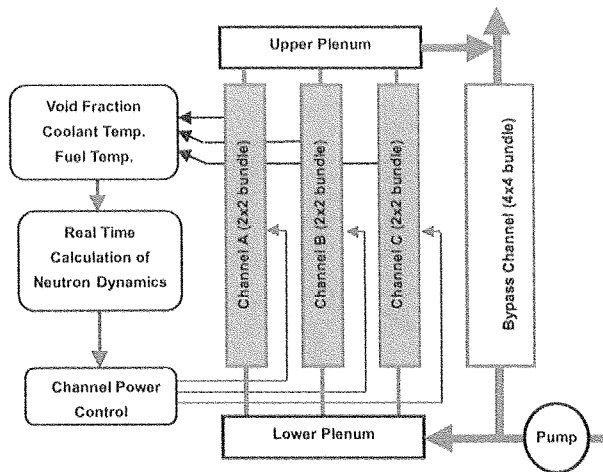 Upper Plenum
Void Fraction
Coolant Temp.
Fuel Temp.
Real Time
Calculation of
Neutron Dynamics
Channel Power
Control
Channel A (2x2 bundle)
Channel B (2x2 bundle)
Channel C (2x2 bundle)
Bypass Channel (4x4 bundle)
Lower Plenum
Pump